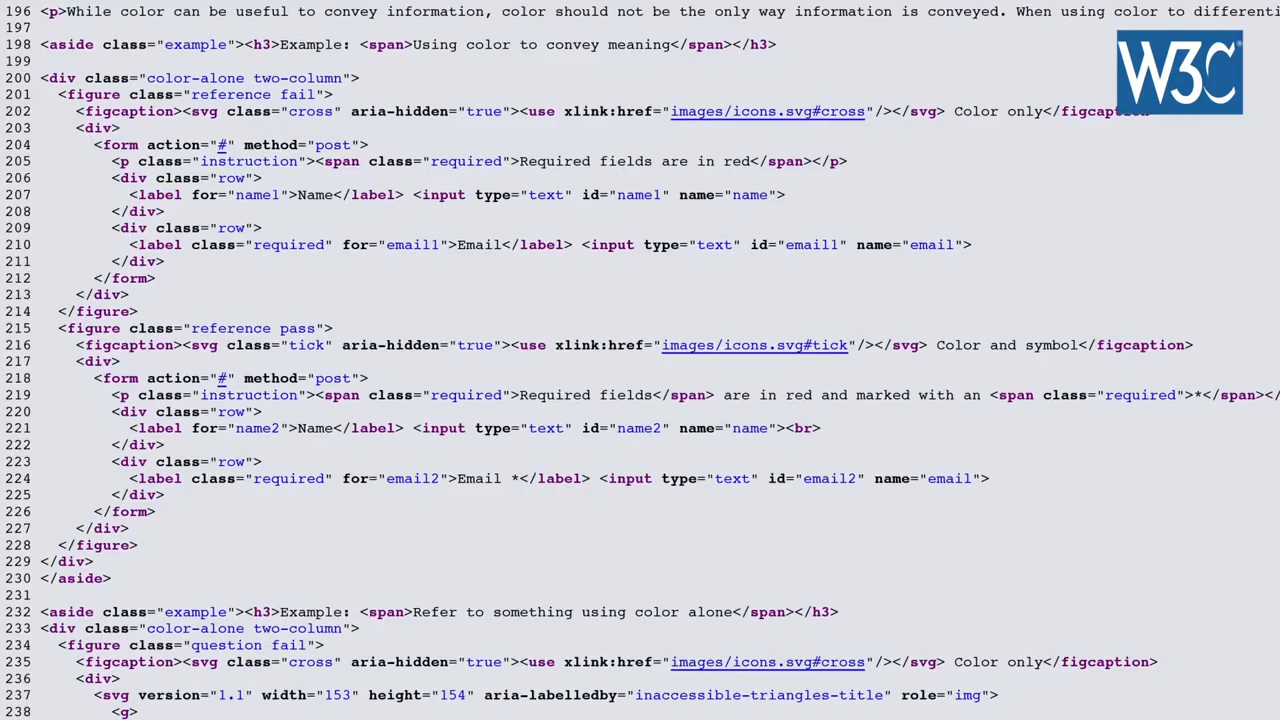 196 <p>While color can be useful to convey information, color should not be the only way information is conveyed. When using color to differenti
197
198 <aside class="example"><h3>Example: <span>Using color to convey meaning</span></h3>
199
200 <div class="color-alone two-column">
201   <figure class="reference fail">
202     <figcaption><svg class="cross" aria-hidden="true"><use xlink:href="images/icons.svg#cross"/></svg> Color only</figcaption>
203     <div>
204       <form action="#" method="post">
205         <p class="instruction"><span class="required">Required fields are in red</span></p>
206         <div class="row">
207           <label for="name1">Name</label> <input type="text" id="name1" name="name">
208         </div>
209         <div class="row">
210           <label class="required" for="email1">Email</label> <input type="text" id="email1" name="email">
211         </div>
212       </form>
213     </div>
214   </figure>
215   <figure class="reference pass">
216     <figcaption><svg class="tick" aria-hidden="true"><use xlink:href="images/icons.svg#tick"/></svg> Color and symbol</figcaption>
217     <div>
218       <form action="#" method="post">
219         <p class="instruction"><span class="required">Required fields</span> are in red and marked with an <span class="required">*</span></
220         <div class="row">
221           <label for="name2">Name</label> <input type="text" id="name2" name="name"><br>
222         </div>
223         <div class="row">
224           <label class="required" for="email2">Email *</label> <input type="text" id="email2" name="email">
225         </div>
226       </form>
227     </div>
228   </figure>
229 </div>
230 </aside>
231
232 <aside class="example"><h3>Example: <span>Refer to something using color alone</span></h3>
233 <div class="color-alone two-column">
234   <figure class="question fail">
235     <figcaption><svg class="cross" aria-hidden="true"><use xlink:href="images/icons.svg#cross"/></svg> Color only</figcaption>
236     <div>
237       <svg version="1.1" width="153" height="154" aria-labelledby="inaccessible-triangles-title" role="img">
238         <g>
W3C®